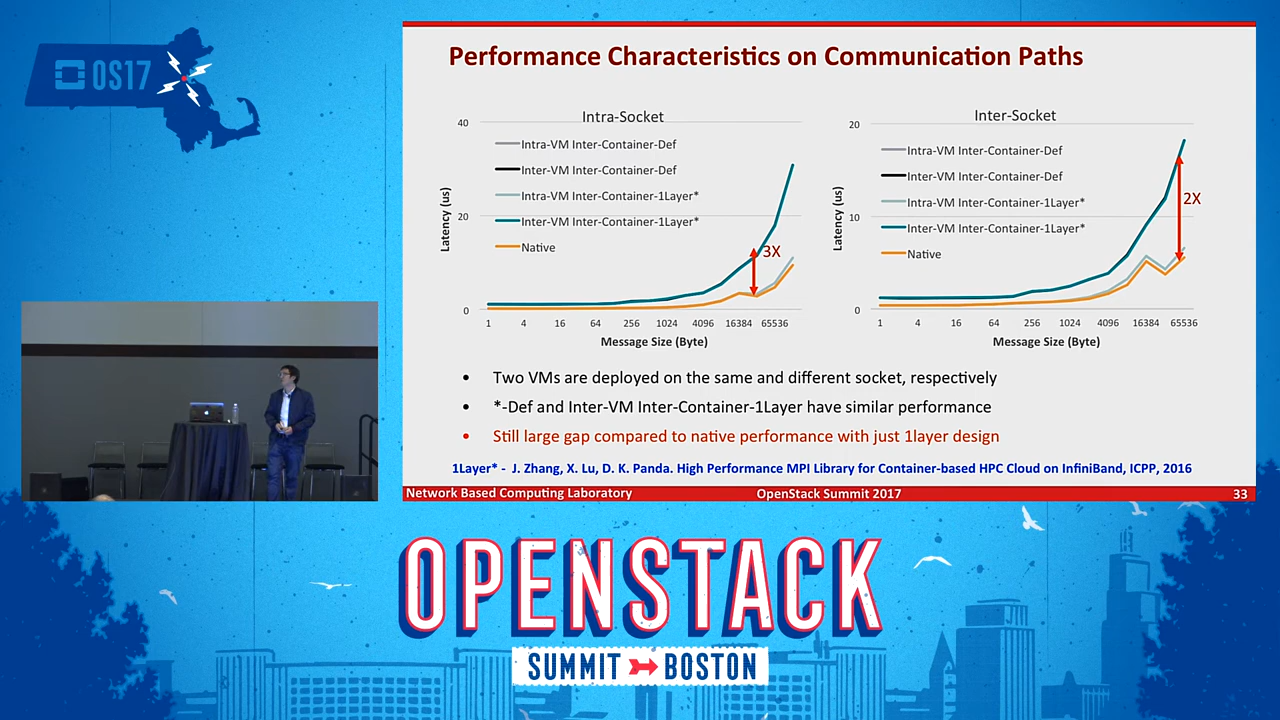 OS17
Performance Characteristics on Communication Paths
Intra-Socket
40
20
0
Latency (us)
Intra-VM Inter-Container-Def
Inter-VM Inter-Container-Def
Intra-VM Inter-Container-1Layer*
Inter-VM Inter-Container-1Layer*
Native
3X
1 4 16 64 256 1024 4096 16384 65536
Message Size (Byte)
Inter-Socket
20
10
0
Latency (us)
Intra-VM Inter-Container-Def
Inter-VM Inter-Container-Def
Intra-VM Inter-Container-1Layer*
Inter-VM Inter-Container-1Layer*
Native
2X
1 4 16 64 256 1024 4096 16384 65536
Message Size (Byte)
• Two VMs are deployed on the same and different socket, respectively
• *-Def and Inter-VM Inter-Container-1Layer have similar performance
• Still large gap compared to native performance with just 1layer design
1Layer* - J. Zhang, X. Lu, D. K. Panda. High Performance MPI Library for Container-based HPC Cloud on InfiniBand, ICPP, 2016
Network Based Computing Laboratory OpenStack Summit 2017 33
OPENSTACK
SUMMIT BOSTON